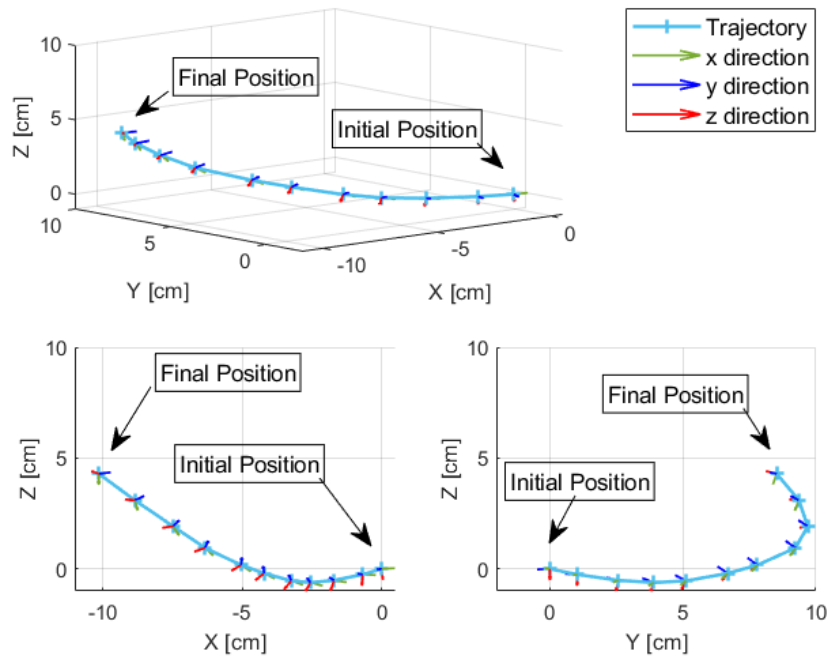 Trajectory
x direction
y direction
z direction
Final Position
Initial Position
10
5
0
Z [cm]
10
5
0
Y [cm]
-10
-5
0
X [cm]
Final Position
Initial Position
10
5
0
Z [cm]
-10
-5
0
X [cm]
Final Position
Initial Position
10
5
0
Z [cm]
0
5
10
Y [cm]